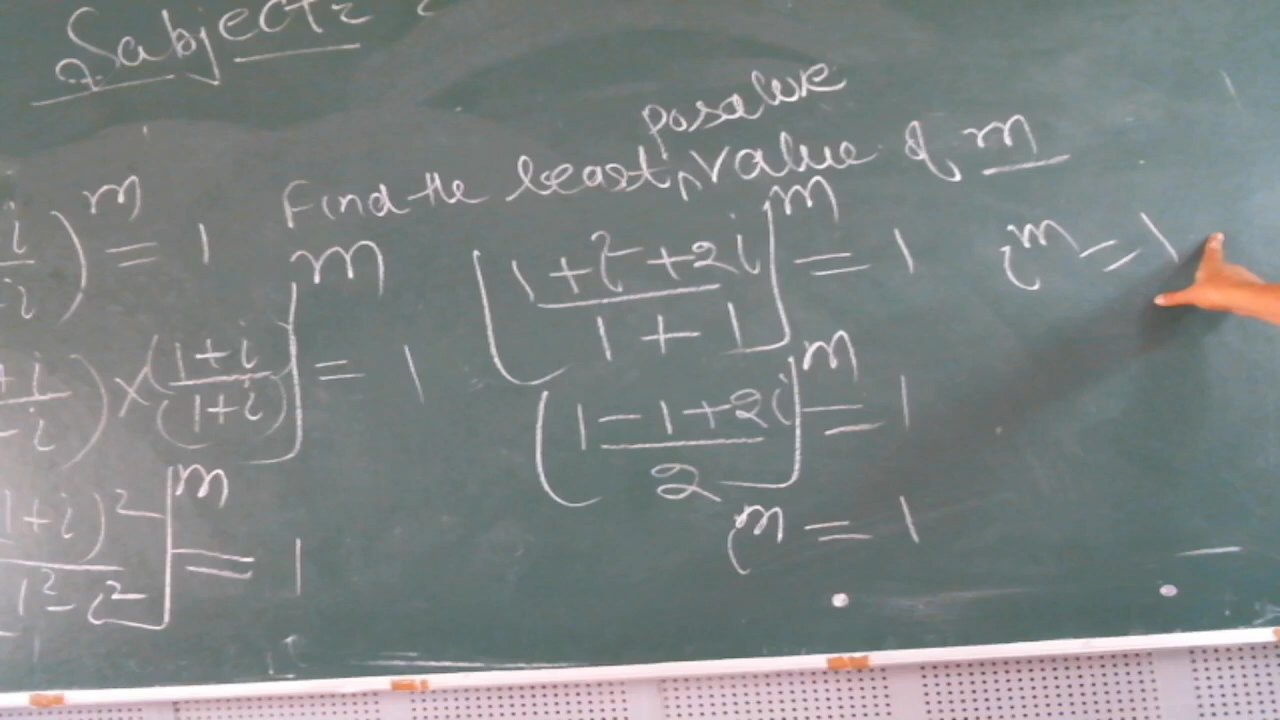 Subject:
Find the least positive value of m
i/-i)^m = 1
+i/-i) × (1+i)/(1+i)]^m = 1
1+i)²/1²-i²]^m = 1
[1+i²+2i/1+1]^m = 1
[1-1+2i/2]^m = 1
i^m = 1
i^m = 1